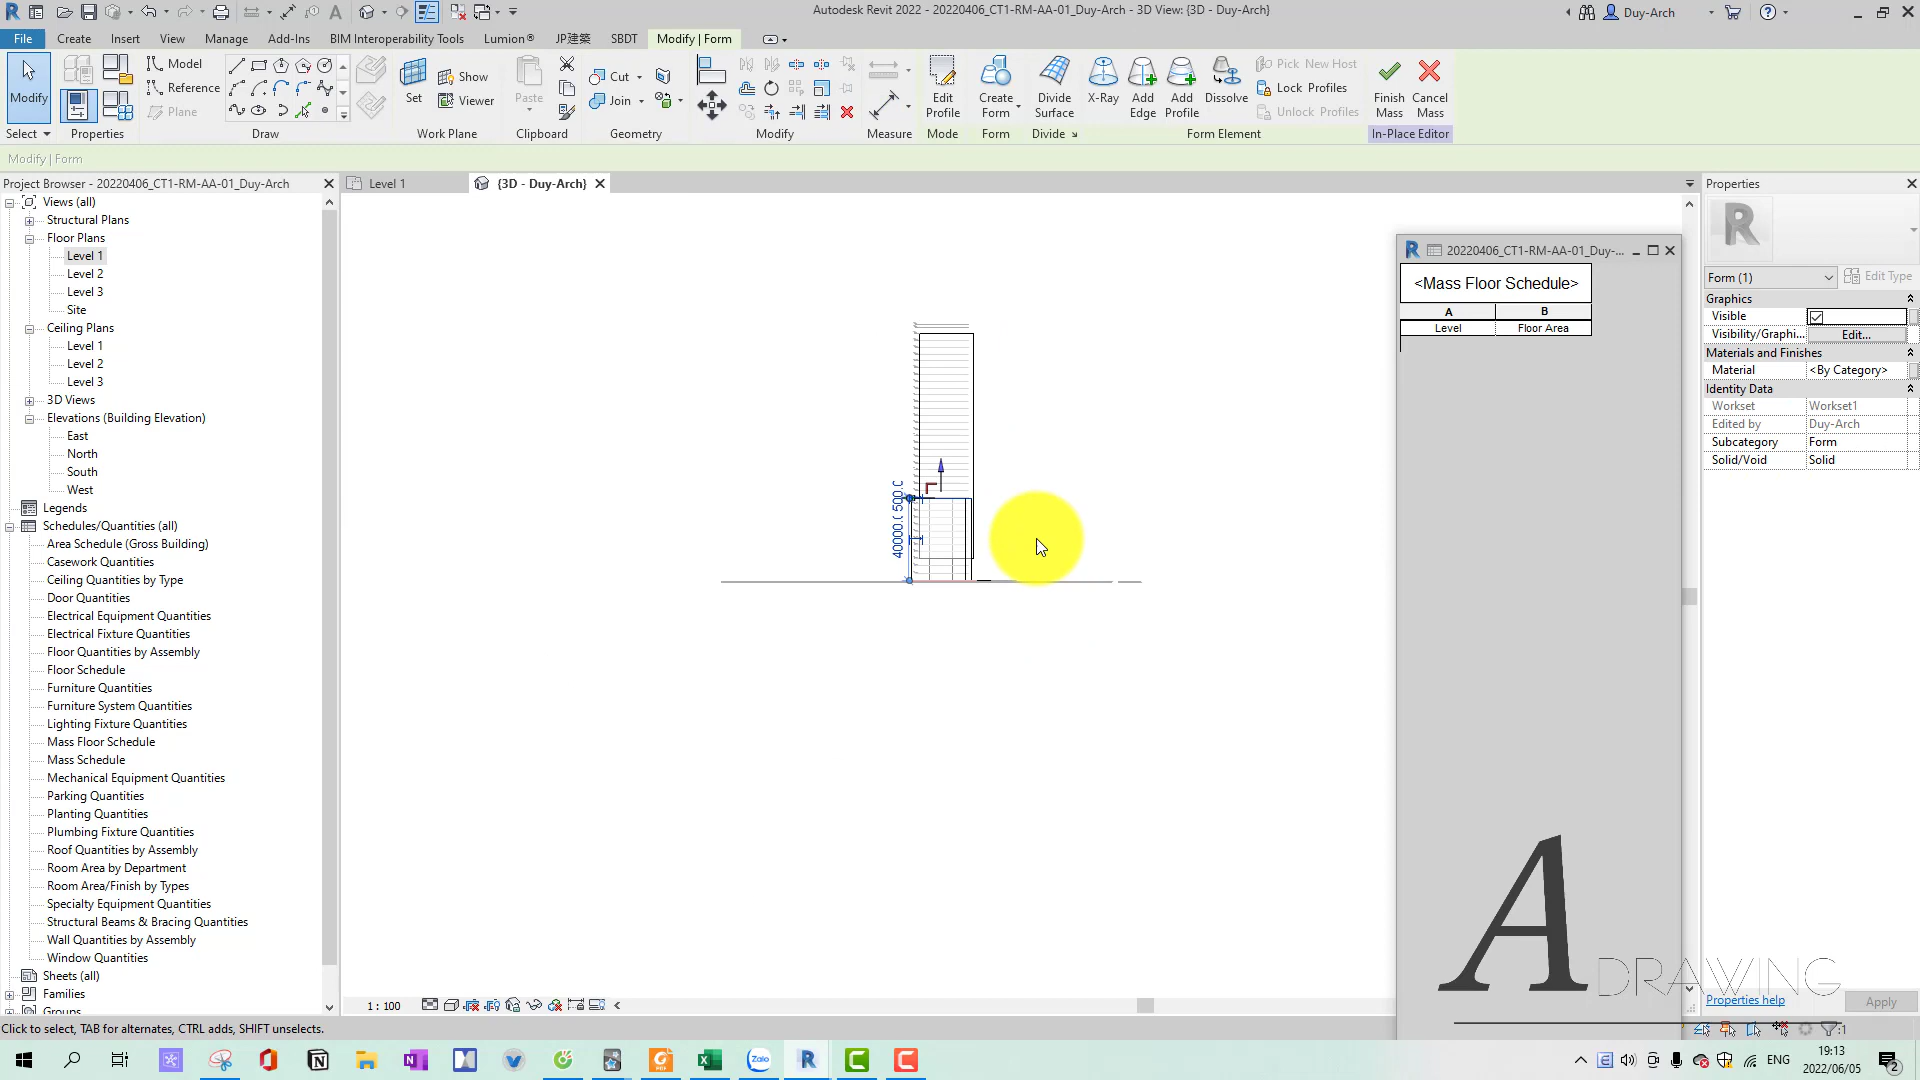 Autodesk Revit 2022 - 20220406_CT1-RM-AA-01_Duy-Arch - 3D View: {3D - Duy-Arch}
Duy-Arch
File Create Insert View Manage Add-Ins BIM Interoperability Tools Lumion® JP建築 SBDT Modify | Form
Modify
Model
Reference
Plane
Set
Show
Viewer
Paste
Cut
Join
Edit Profile
Create Form
Divide Surface
X-Ray
Add Edge
Add Profile
Dissolve
Pick New Host
Lock Profiles
Unlock Profiles
Finish Mass
Cancel Mass
Select Properties Draw Work Plane Clipboard Geometry Modify Measure Mode Form Divide Form Element In-Place Editor
Modify | Form
Project Browser - 20220406_CT1-RM-AA-01_Duy-Arch
Views (all)
Structural Plans
Floor Plans
Level 1
Level 2
Level 3
Site
Ceiling Plans
Level 1
Level 2
Level 3
3D Views
Elevations (Building Elevation)
East
North
South
West
Legends
Schedules/Quantities (all)
Area Schedule (Gross Building)
Casework Quantities
Ceiling Quantities by Type
Door Quantities
Electrical Equipment Quantities
Electrical Fixture Quantities
Floor Quantities by Assembly
Floor Schedule
Furniture Quantities
Furniture System Quantities
Lighting Fixture Quantities
Mass Floor Schedule
Mass Schedule
Mechanical Equipment Quantities
Parking Quantities
Planting Quantities
Plumbing Fixture Quantities
Roof Quantities by Assembly
Room Area by Department
Room Area/Finish by Types
Specialty Equipment Quantities
Structural Beams & Bracing Quantities
Wall Quantities by Assembly
Window Quantities
Sheets (all)
Families
Groups
Level 1
{3D - Duy-Arch}
40000.0
500.0
1 : 100
20220406_CT1-RM-AA-01_Duy-...
<Mass Floor Schedule>
A B
Level Floor Area
Properties
Form (1)
Edit Type
Graphics
Visible
Visibility/Graphi... Edit...
Materials and Finishes
Material <By Category>
Identity Data
Workset Workset1
Edited by Duy-Arch
Subcategory Form
Solid/Void Solid
A DRAWING
Properties help
Apply
Click to select, TAB for alternates, CTRL adds, SHIFT unselects.
:1
Zalo
ENG
19:13
2022/06/05
2